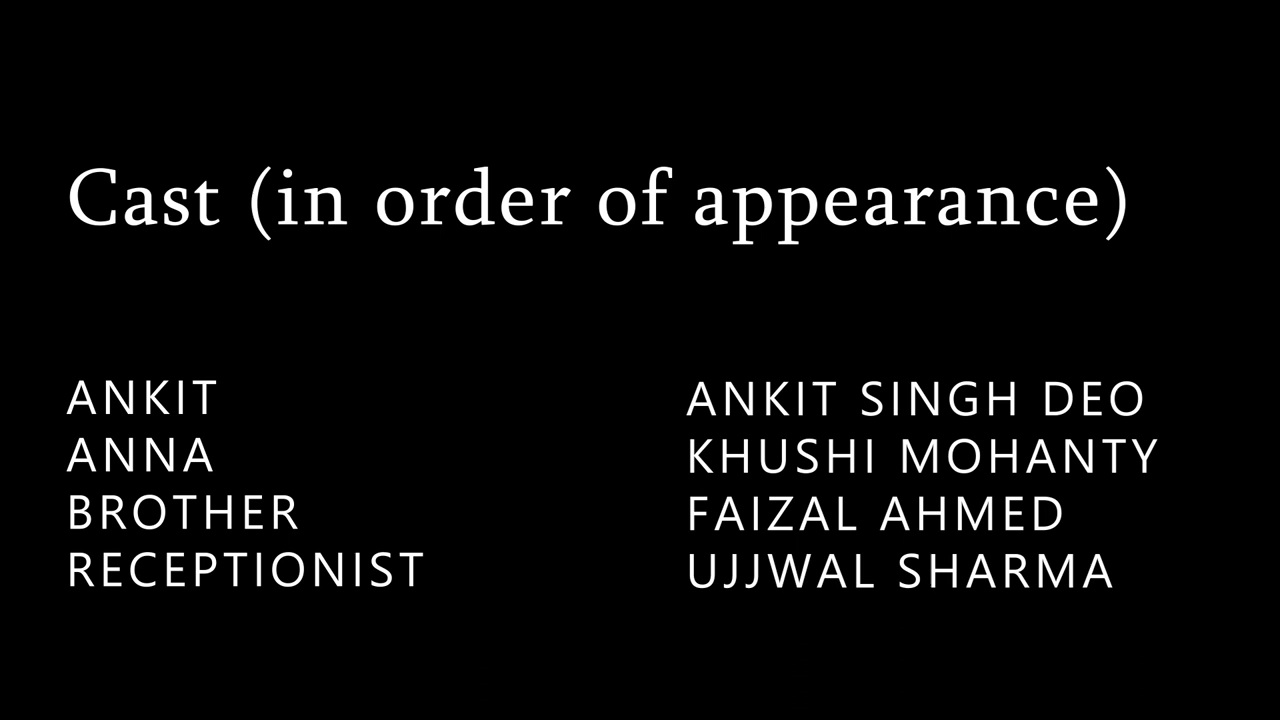 Cast (in order of appearance)
ANKIT ANKIT SINGH DEO
ANNA KHUSHI MOHANTY
BROTHER FAIZAL AHMED
RECEPTIONIST UJJWAL SHARMA